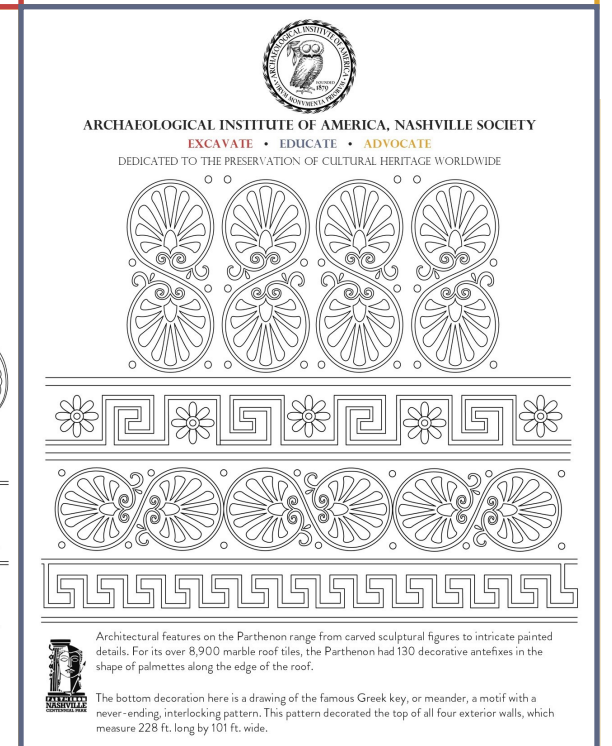 ARCHAEOLOGICAL INSTITUTE OF AMERICA
FOUNDED
1879
ARCHAEOLOGICAL INSTITUTE OF AMERICA, NASHVILLE SOCIETY
EXCAVATE • EDUCATE • ADVOCATE
DEDICATED TO THE PRESERVATION OF CULTURAL HERITAGE WORLDWIDE
Architectural features on the Parthenon range from carved sculptural figures to intricate painted
details. For its over 8,900 marble roof tiles, the Parthenon had 130 decorative antefixes in the
shape of palmettes along the edge of the roof.
PARTHENON
NASHVILLE
CENTENNIAL PARK
The bottom decoration here is a drawing of the famous Greek key, or meander, a motif with a
never-ending, interlocking pattern. This pattern decorated the top of all four exterior walls, which
measure 228 ft. long by 101 ft. wide.